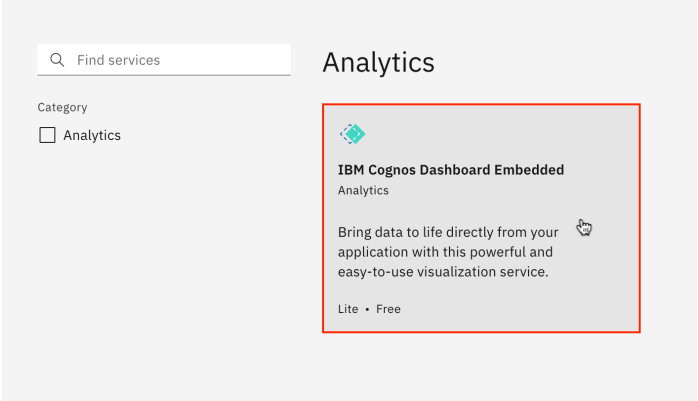 Find services
Category
Analytics
Analytics
IBM Cognos Dashboard Embedded
Analytics
Bring data to life directly from your
application with this powerful and
easy-to-use visualization service.
Lite • Free